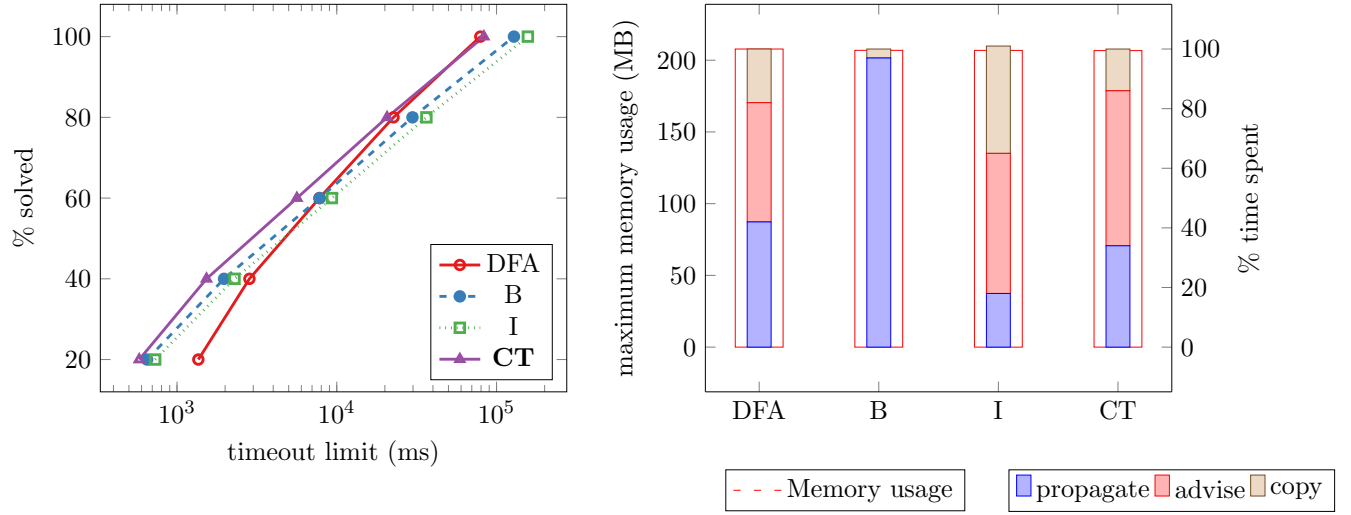 100
80
60
40
20
% solved
10^3
10^4
10^5
timeout limit (ms)
DFA
B
I
CT
200
150
100
50
0
maximum memory usage (MB)
100
80
60
40
20
0
% time spent
DFA B I CT
Memory usage
propagate advise copy